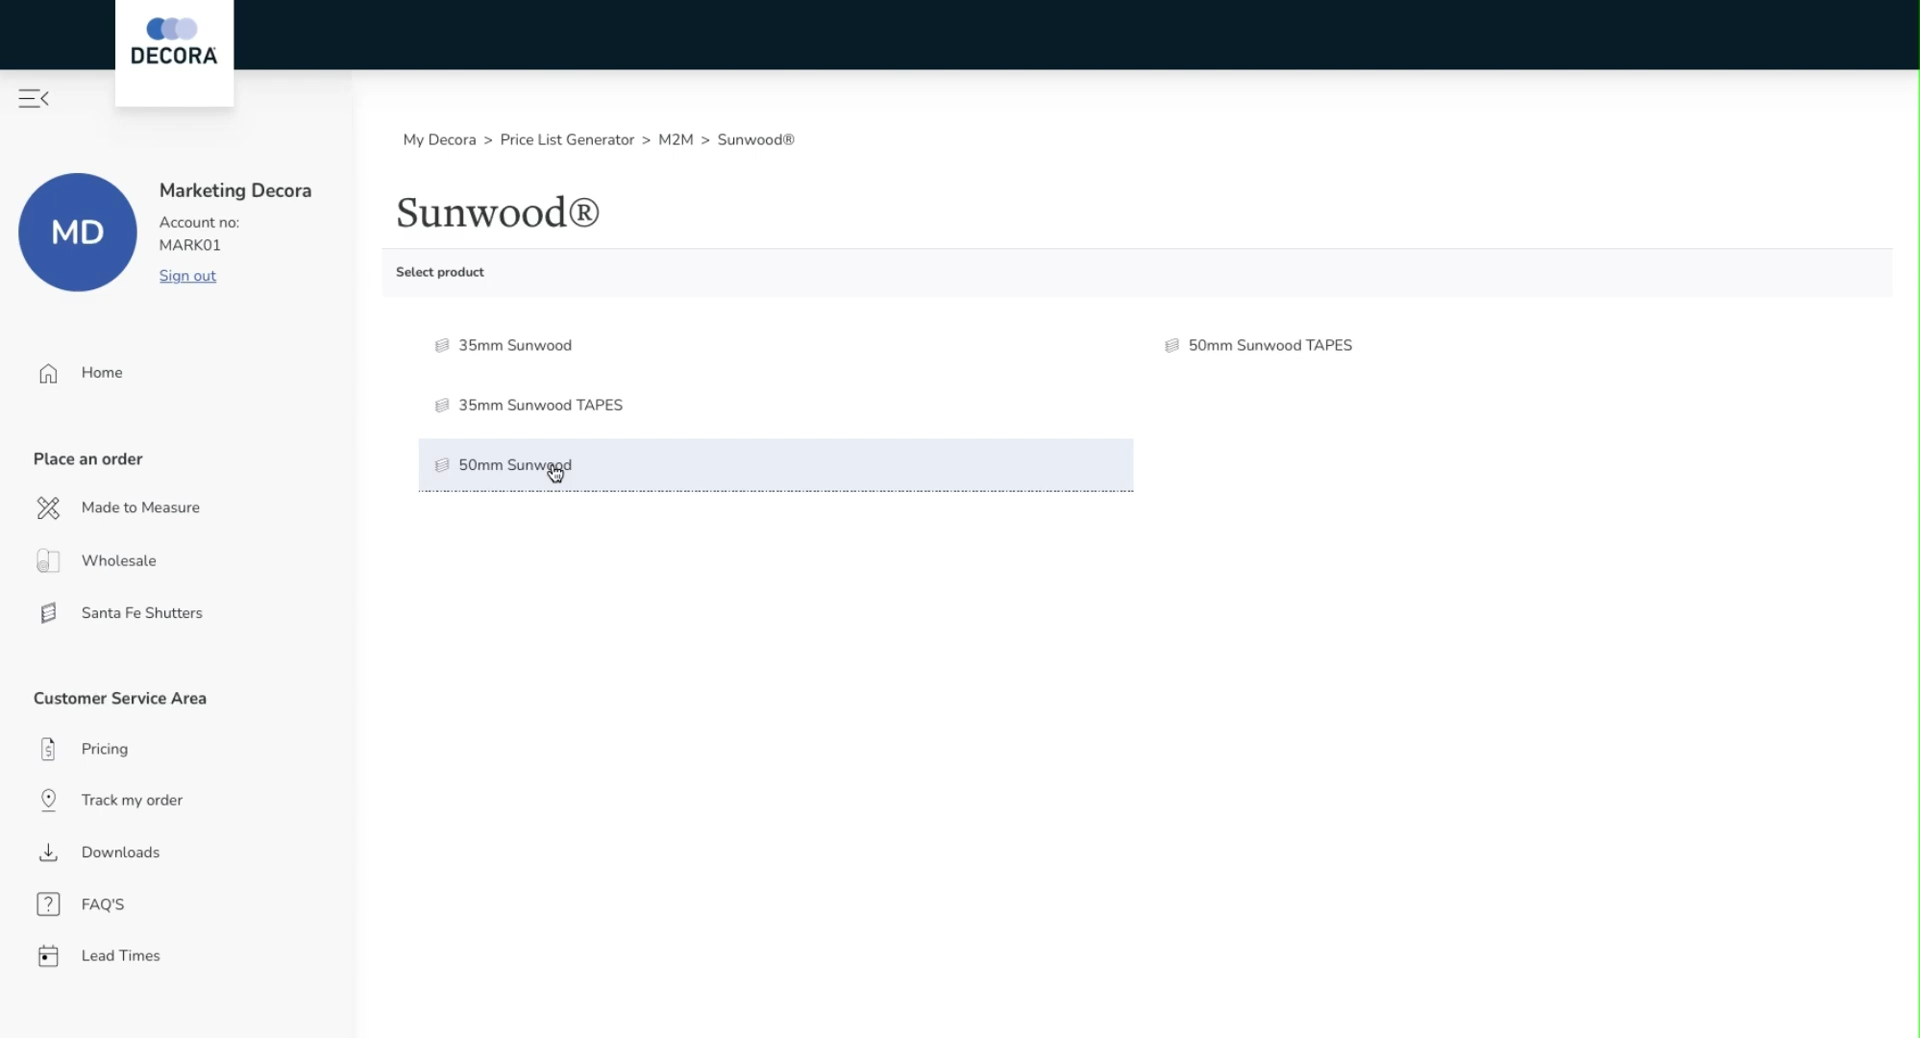 DECORA
My Decora > Price List Generator > M2M > Sunwood®
MD
Marketing Decora
Account no:
MARK01
Sign out
Sunwood®
Select product
35mm Sunwood
50mm Sunwood TAPES
35mm Sunwood TAPES
50mm Sunwood
Home
Place an order
Made to Measure
Wholesale
Santa Fe Shutters
Customer Service Area
Pricing
Track my order
Downloads
FAQ'S
Lead Times